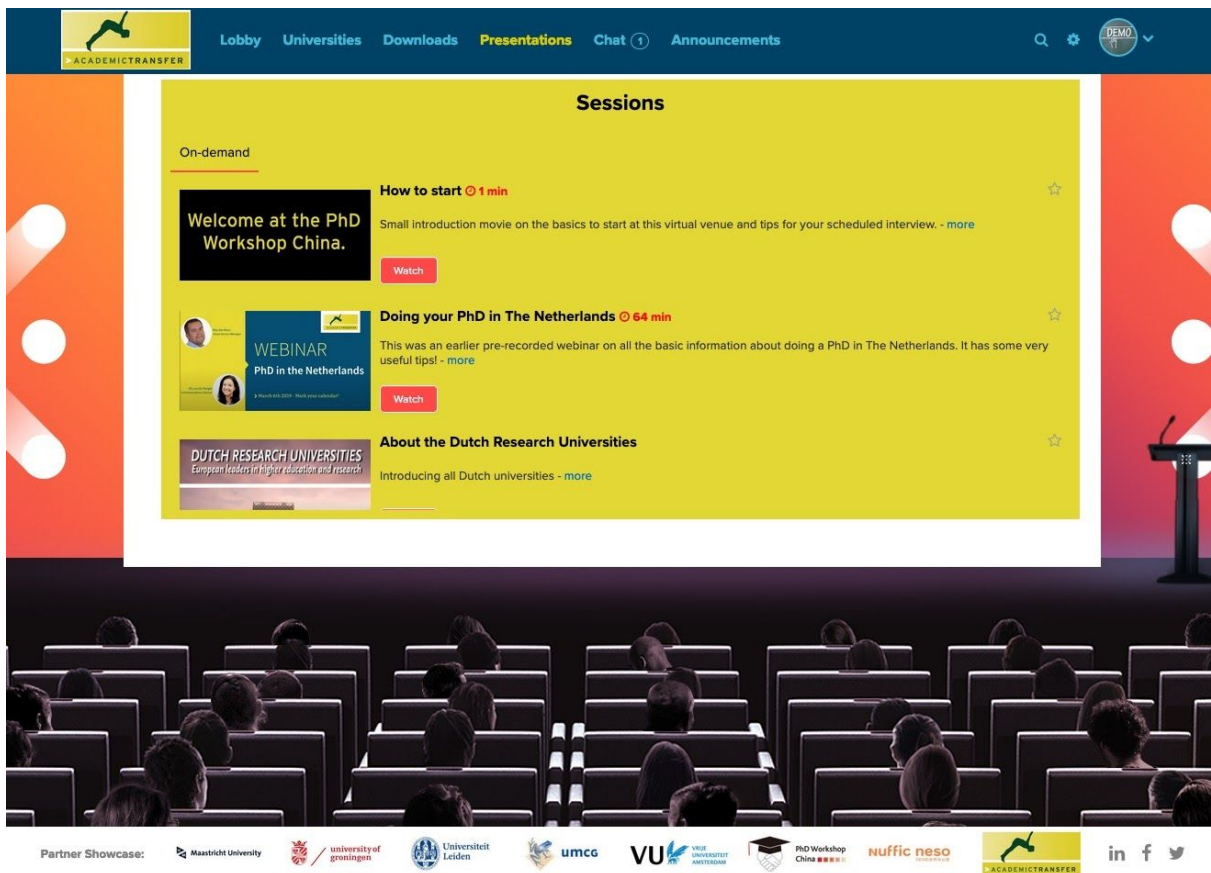 >ACADEMICTRANSFER
Lobby Universities Downloads Presentations Chat 1 Announcements
DEMO
Sessions
On-demand
Welcome at the PhD
Workshop China.
How to start 1 min
Small introduction movie on the basics to start at this virtual venue and tips for your scheduled interview. - more
Watch
WEBINAR
PhD in the Netherlands
> March 6th 2019 - Mark your calendar!
Doing your PhD in The Netherlands 64 min
This was an earlier pre-recorded webinar on all the basic information about doing a PhD in The Netherlands. It has some very
useful tips! - more
Watch
DUTCH RESEARCH UNIVERSITIES
European leaders in higher education and research
About the Dutch Research Universities
Introducing all Dutch universities - more
Partner Showcase:
Maastricht University
university of
groningen
Universiteit
Leiden
umcg
VU
VRIJE
UNIVERSITEIT
AMSTERDAM
PhD Workshop
China
nuffic neso
>ACADEMICTRANSFER
in f